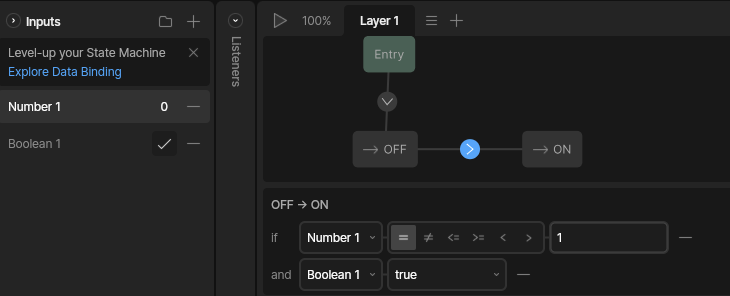 Inputs
Level-up your State Machine
Explore Data Binding
Number 1 0
Boolean 1
Listeners
100% Layer 1
Entry
OFF
ON
OFF → ON
If Number 1 = ≠ <= >= < > 1
and Boolean 1 true